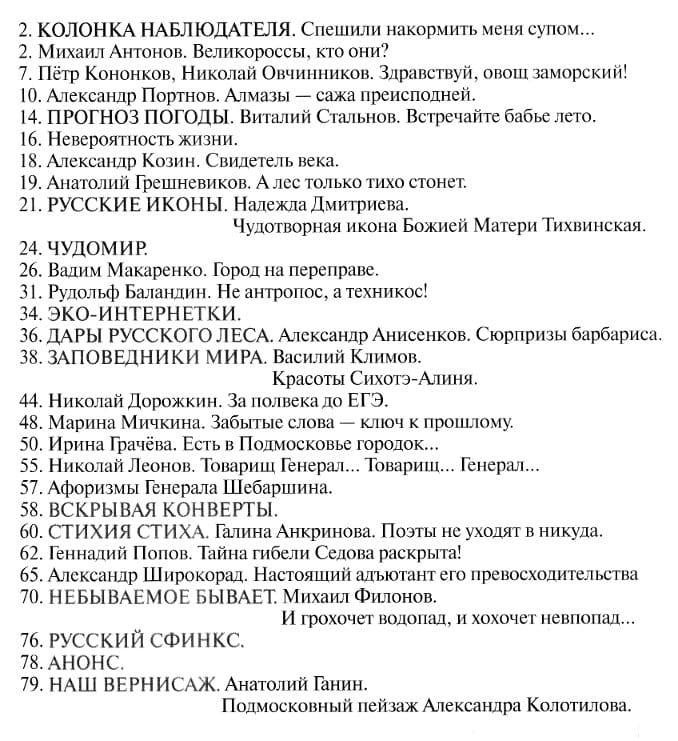 2. КОЛОНКА НАБЛЮДАТЕЛЯ. Спешили накормить меня супом...
2. Михаил Антонов. Великороссы, кто они?
7. Пётр Кононков, Николай Овчинников. Здравствуй, овощ заморский!
10. Александр Портнов. Алмазы — сажа преисподней.
14. ПРОГНОЗ ПОГОДЫ. Виталий Стальнов. Встречайте бабье лето.
16. Невероятность жизни.
18. Александр Козин. Свидетель века.
19. Анатолий Грешневиков. А лес только тихо стонет.
21. РУССКИЕ ИКОНЫ. Надежда Дмитриева.
Чудотворная икона Божией Матери Тихвинская.
24. ЧУДОМИР.
26. Вадим Макаренко. Город на переправе.
31. Рудольф Баландин. Не антропос, а техникос!
34. ЭКО-ИНТЕРНЕТКИ.
36. ДАРЫ РУССКОГО ЛЕСА. Александр Анисенков. Сюрпризы барбариса.
38. ЗАПОВЕДНИКИ МИРА. Василий Климов.
Красоты Сихотэ-Алиня.
44. Николай Дорожкин. За полвека до ЕГЭ.
48. Марина Мичкина. Забытые слова — ключ к прошлому.
50. Ирина Грачёва. Есть в Подмосковье городок...
55. Николай Леонов. Товарищ Генерал... Товарищ... Генерал...
57. Афоризмы Генерала Шебаршина.
58. ВСКРЫВАЯ КОНВЕРТЫ.
60. СТИХИЯ СТИХА. Галина Анкринова. Поэты не уходят в никуда.
62. Геннадий Попов. Тайна гибели Седова раскрыта!
65. Александр Широкорад. Настоящий адъютант его превосходительства
70. НЕБЫВАЕМОЕ БЫВАЕТ. Михаил Филонов.
И грохочет водопад, и хохочет невпопад...
76. РУССКИЙ СФИНКС.
78. АНОНС.
79. НАШ ВЕРНИСАЖ. Анатолий Ганин.
Подмосковный пейзаж Александра Колотилова.